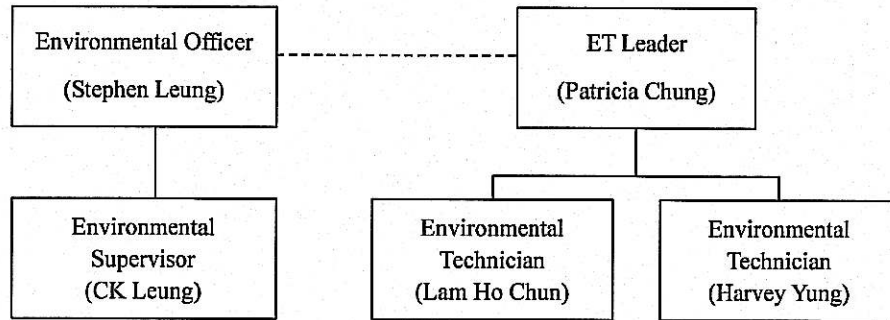 Environmental Officer
(Stephen Leung)
ET Leader
(Patricia Chung)
Environmental
Supervisor
(CK Leung)
Environmental
Technician
(Lam Ho Chun)
Environmental
Technician
(Harvey Yung)